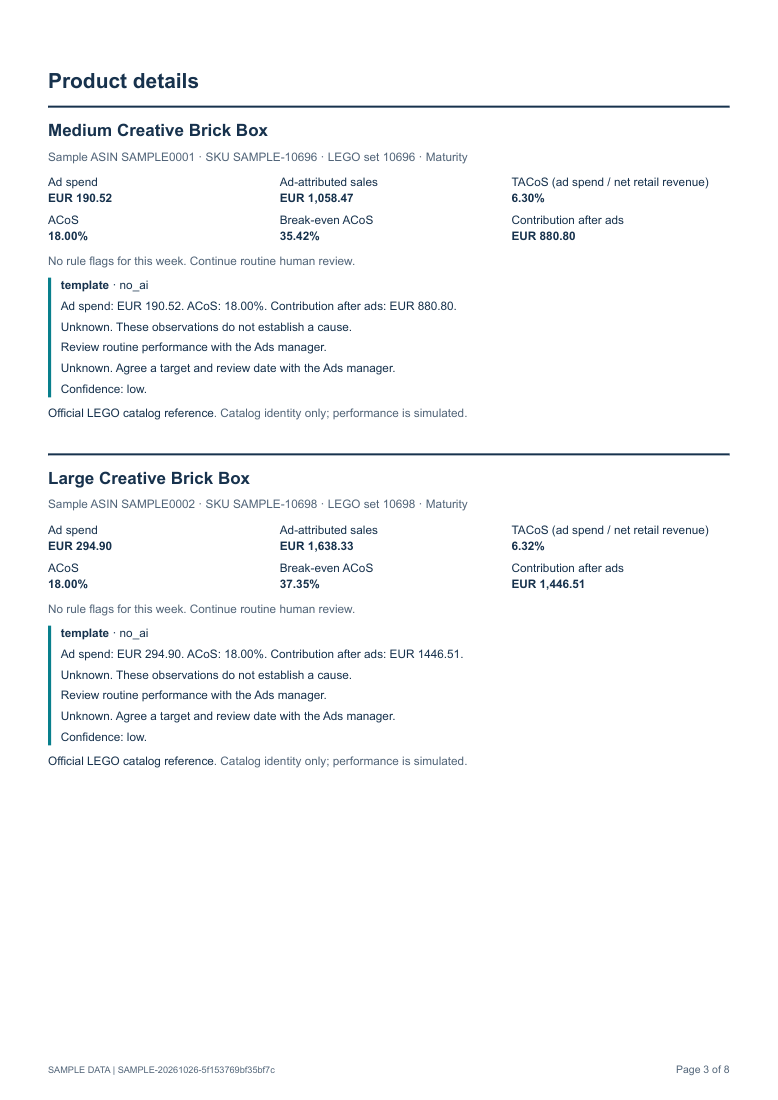 Product details
Medium Creative Brick Box
Sample ASIN SAMPLE0001 · SKU SAMPLE-10696 · LEGO set 10696 · Maturity
Ad spend Ad-attributed sales TACoS (ad spend / net retail revenue)
EUR 190.52 EUR 1,058.47 6.30%
ACoS Break-even ACoS Contribution after ads
18.00% 35.42% EUR 880.80
No rule flags for this week. Continue routine human review.
template · no_ai
Ad spend: EUR 190.52. ACoS: 18.00%. Contribution after ads: EUR 880.80.
Unknown. These observations do not establish a cause.
Review routine performance with the Ads manager.
Unknown. Agree a target and review date with the Ads manager.
Confidence: low.
Official LEGO catalog reference. Catalog identity only; performance is simulated.
Large Creative Brick Box
Sample ASIN SAMPLE0002 · SKU SAMPLE-10698 · LEGO set 10698 · Maturity
Ad spend Ad-attributed sales TACoS (ad spend / net retail revenue)
EUR 294.90 EUR 1,638.33 6.32%
ACoS Break-even ACoS Contribution after ads
18.00% 37.35% EUR 1,446.51
No rule flags for this week. Continue routine human review.
template · no_ai
Ad spend: EUR 294.90. ACoS: 18.00%. Contribution after ads: EUR 1446.51.
Unknown. These observations do not establish a cause.
Review routine performance with the Ads manager.
Unknown. Agree a target and review date with the Ads manager.
Confidence: low.
Official LEGO catalog reference. Catalog identity only; performance is simulated.
SAMPLE DATA | SAMPLE-20261026-5f153769bf35bf7c Page 3 of 8